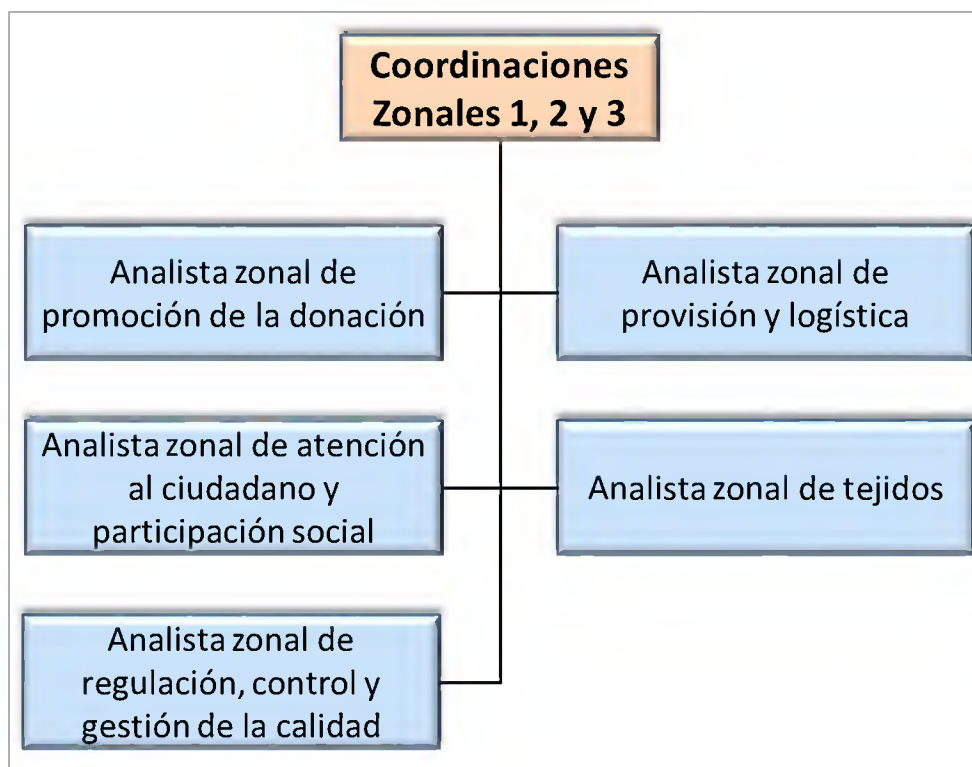 Coordinaciones
Zonales 1, 2 y 3
Analista zonal de
promoción de la donación
Analista zonal de
provisión y logística
Analista zonal de atención
al ciudadano y
participación social
Analista zonal de tejidos
Analista zonal de
regulación, control y
gestión de la calidad